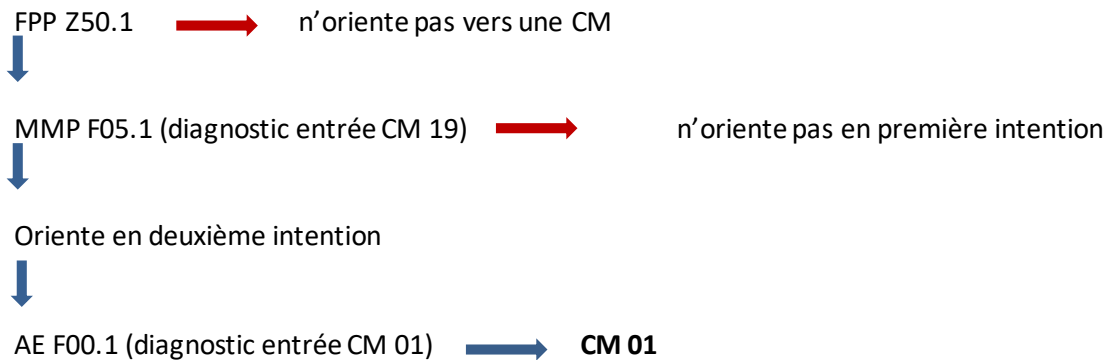 FPP Z50.1 n’oriente pas vers une CM
MMP F05.1 (diagnostic entrée CM 19) n’oriente pas en première intention
Oriente en deuxième intention
AE F00.1 (diagnostic entrée CM 01) CM 01